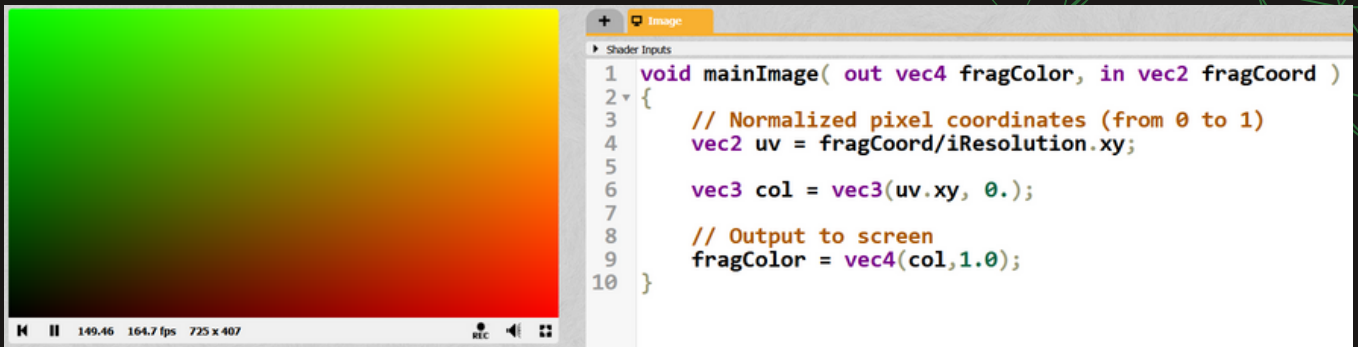 + Image
Shader Inputs
1 void mainImage( out vec4 fragColor, in vec2 fragCoord )
2 {
3     // Normalized pixel coordinates (from 0 to 1)
4     vec2 uv = fragCoord/iResolution.xy;
5
6     vec3 col = vec3(uv.xy, 0.);
7
8     // Output to screen
9     fragColor = vec4(col,1.0);
10 }
149.46 164.7 fps 725 x 407 REC